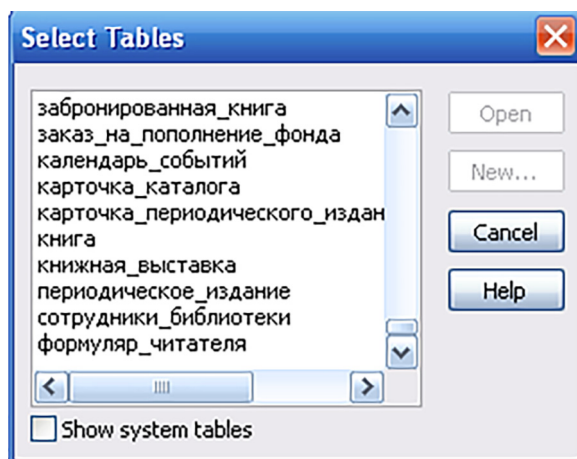 Select Tables
забронированная_книга
заказ_на_пополнение_фонда
календарь_событий
карточка_каталога
карточка_периодического_издан
книга
книжная_выставка
периодическое_издание
сотрудники_библиотеки
формуляр_читателя
Open
New...
Cancel
Help
Show system tables